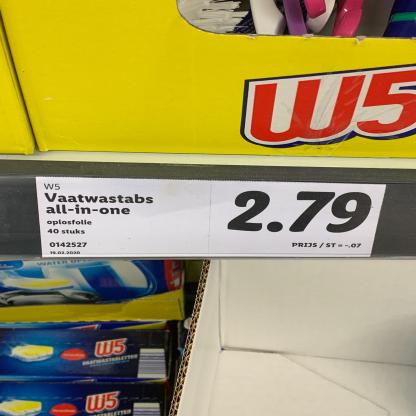 W5
W5
Vaatwastabs
all-in-one
oplosfolie
40 stuks
0142527
19.02.2020
2.79
PRIJS / ST = -.07
W5
VAATWASTABLETTEN
W5